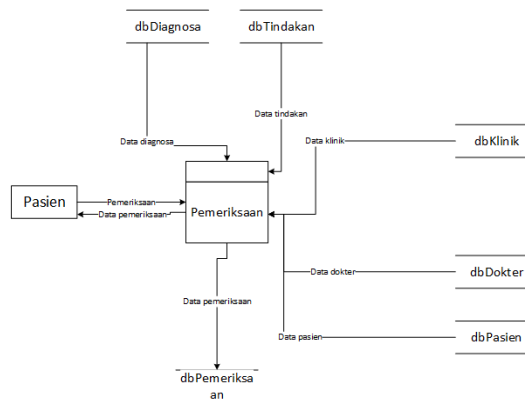 dbDiagnosa
dbTindakan
Data tindakan
Data diagnosa
Data klinik
dbKlinik
Pasien
Pemeriksaan
Data pemeriksaan
Pemeriksaan
Data dokter
dbDokter
Data pemeriksaan
Data pasien
dbPasien
dbPemeriksa
an